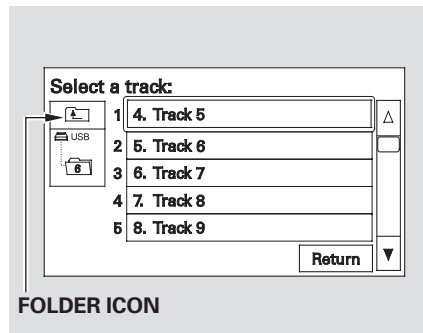 Select a track:
1 4. Track 5
USB
2 5. Track 6
6
3 6. Track 7
4 7. Track 8
5 8. Track 9
Return
FOLDER ICON